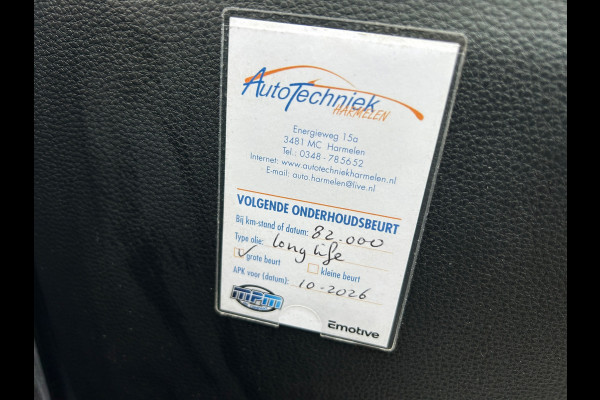 AutoTechniek
HARMELEN
Energieweg 15a
3481 MC Harmelen
Tel.: 0348 - 785652
Internet: www.autotechniekharmelen.nl
E-mail: auto.harmelen@live.nl
VOLGENDE ONDERHOUDSBEURT
Bij km-stand of datum: 82.000
Type olie: long life
grote beurt kleine beurt
APK voor (datum): 10-2026
Emotive